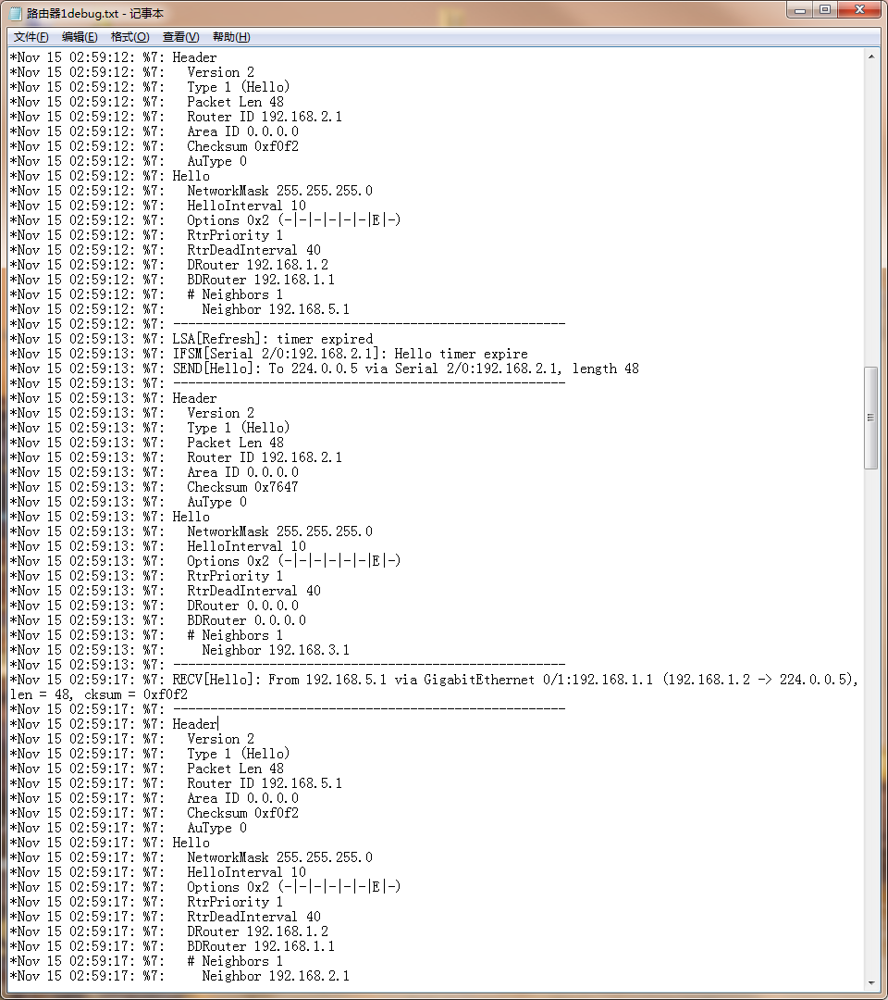 路由器1debug.txt - 记事本
文件(F) 编辑(E) 格式(O) 查看(V) 帮助(H)
*Nov 15 02:59:12: %7: Header
*Nov 15 02:59:12: %7:   Version 2
*Nov 15 02:59:12: %7:   Type 1 (Hello)
*Nov 15 02:59:12: %7:   Packet Len 48
*Nov 15 02:59:12: %7:   Router ID 192.168.2.1
*Nov 15 02:59:12: %7:   Area ID 0.0.0.0
*Nov 15 02:59:12: %7:   Checksum 0xf0f2
*Nov 15 02:59:12: %7:   AuType 0
*Nov 15 02:59:12: %7: Hello
*Nov 15 02:59:12: %7:   NetworkMask 255.255.255.0
*Nov 15 02:59:12: %7:   HelloInterval 10
*Nov 15 02:59:12: %7:   Options 0x2 (-|-|-|-|-|-|E|-)
*Nov 15 02:59:12: %7:   RtrPriority 1
*Nov 15 02:59:12: %7:   RtrDeadInterval 40
*Nov 15 02:59:12: %7:   DRouter 192.168.1.2
*Nov 15 02:59:12: %7:   BDRouter 192.168.1.1
*Nov 15 02:59:12: %7:   # Neighbors 1
*Nov 15 02:59:12: %7:     Neighbor 192.168.5.1
*Nov 15 02:59:12: %7: -----------------------------------------------------
*Nov 15 02:59:13: %7: LSA[Refresh]: timer expired
*Nov 15 02:59:13: %7: IFSM[Serial 2/0:192.168.2.1]: Hello timer expire
*Nov 15 02:59:13: %7: SEND[Hello]: To 224.0.0.5 via Serial 2/0:192.168.2.1, length 48
*Nov 15 02:59:13: %7: -----------------------------------------------------
*Nov 15 02:59:13: %7: Header
*Nov 15 02:59:13: %7:   Version 2
*Nov 15 02:59:13: %7:   Type 1 (Hello)
*Nov 15 02:59:13: %7:   Packet Len 48
*Nov 15 02:59:13: %7:   Router ID 192.168.2.1
*Nov 15 02:59:13: %7:   Area ID 0.0.0.0
*Nov 15 02:59:13: %7:   Checksum 0x7647
*Nov 15 02:59:13: %7:   AuType 0
*Nov 15 02:59:13: %7: Hello
*Nov 15 02:59:13: %7:   NetworkMask 255.255.255.0
*Nov 15 02:59:13: %7:   HelloInterval 10
*Nov 15 02:59:13: %7:   Options 0x2 (-|-|-|-|-|-|E|-)
*Nov 15 02:59:13: %7:   RtrPriority 1
*Nov 15 02:59:13: %7:   RtrDeadInterval 40
*Nov 15 02:59:13: %7:   DRouter 0.0.0.0
*Nov 15 02:59:13: %7:   BDRouter 0.0.0.0
*Nov 15 02:59:13: %7:   # Neighbors 1
*Nov 15 02:59:13: %7:     Neighbor 192.168.3.1
*Nov 15 02:59:13: %7: -----------------------------------------------------
*Nov 15 02:59:17: %7: RECV[Hello]: From 192.168.5.1 via GigabitEthernet 0/1:192.168.1.1 (192.168.1.2 -> 224.0.0.5),
len = 48, cksum = 0xf0f2
*Nov 15 02:59:17: %7: -----------------------------------------------------
*Nov 15 02:59:17: %7: Header
*Nov 15 02:59:17: %7:   Version 2
*Nov 15 02:59:17: %7:   Type 1 (Hello)
*Nov 15 02:59:17: %7:   Packet Len 48
*Nov 15 02:59:17: %7:   Router ID 192.168.5.1
*Nov 15 02:59:17: %7:   Area ID 0.0.0.0
*Nov 15 02:59:17: %7:   Checksum 0xf0f2
*Nov 15 02:59:17: %7:   AuType 0
*Nov 15 02:59:17: %7: Hello
*Nov 15 02:59:17: %7:   NetworkMask 255.255.255.0
*Nov 15 02:59:17: %7:   HelloInterval 10
*Nov 15 02:59:17: %7:   Options 0x2 (-|-|-|-|-|-|E|-)
*Nov 15 02:59:17: %7:   RtrPriority 1
*Nov 15 02:59:17: %7:   RtrDeadInterval 40
*Nov 15 02:59:17: %7:   DRouter 192.168.1.2
*Nov 15 02:59:17: %7:   BDRouter 192.168.1.1
*Nov 15 02:59:17: %7:   # Neighbors 1
*Nov 15 02:59:17: %7:     Neighbor 192.168.2.1